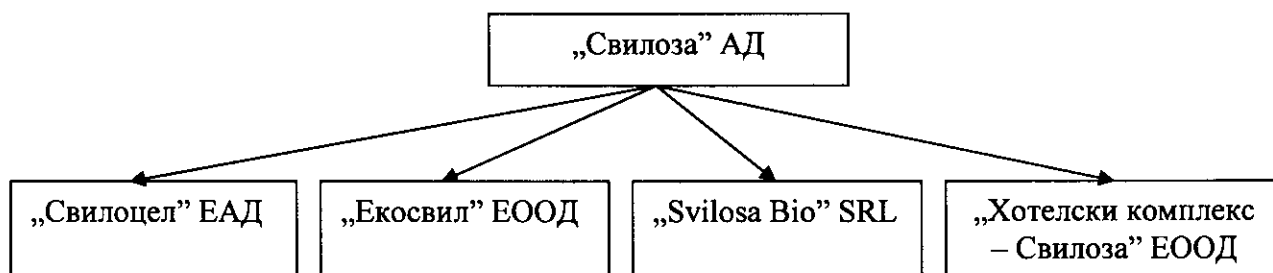 „Свилоза” АД
„Свилоцел” ЕАД
„Екосвил” ЕООД
„Svilosa Bio” SRL
„Хотелски комплекс
– Свилоза” ЕООД